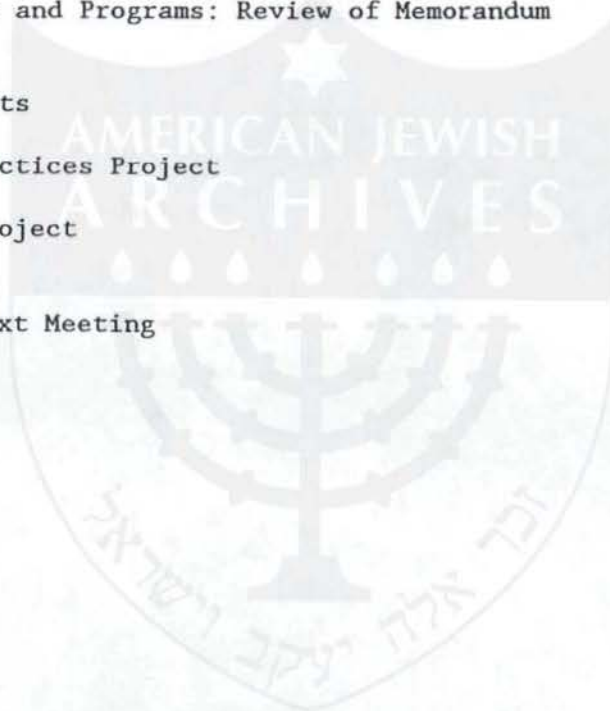 and Programs: Review of Memorandum
ts
AMERICAN JEWISH
ctices Project
ARCHIVES
oject
xt Meeting
זכר אלה יעקב וישראל